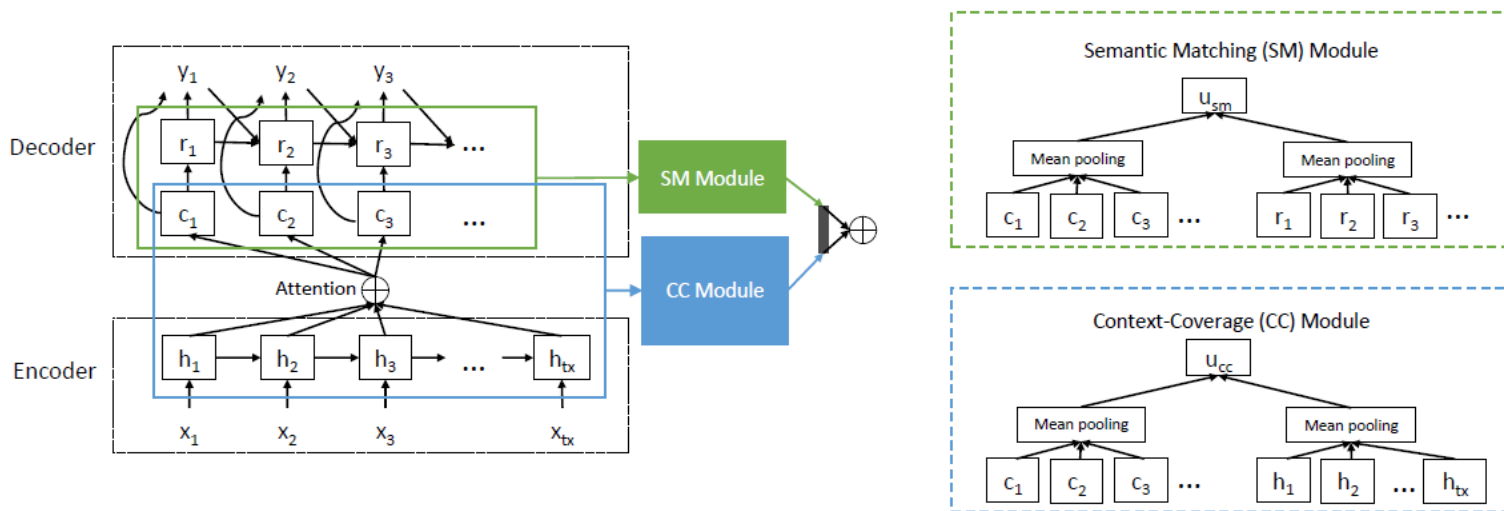 y1 y2 y3
Decoder
r1 r2 r3 ...
c1 c2 c3 ...
SM Module
CC Module
Attention
Encoder
h1 h2 h3 ... htx
x1 x2 x3 xtx
Semantic Matching (SM) Module
usm
Mean pooling Mean pooling
c1 c2 c3 ... r1 r2 r3 ...
Context-Coverage (CC) Module
ucc
Mean pooling Mean pooling
c1 c2 c3 ... h1 h2 ... htx